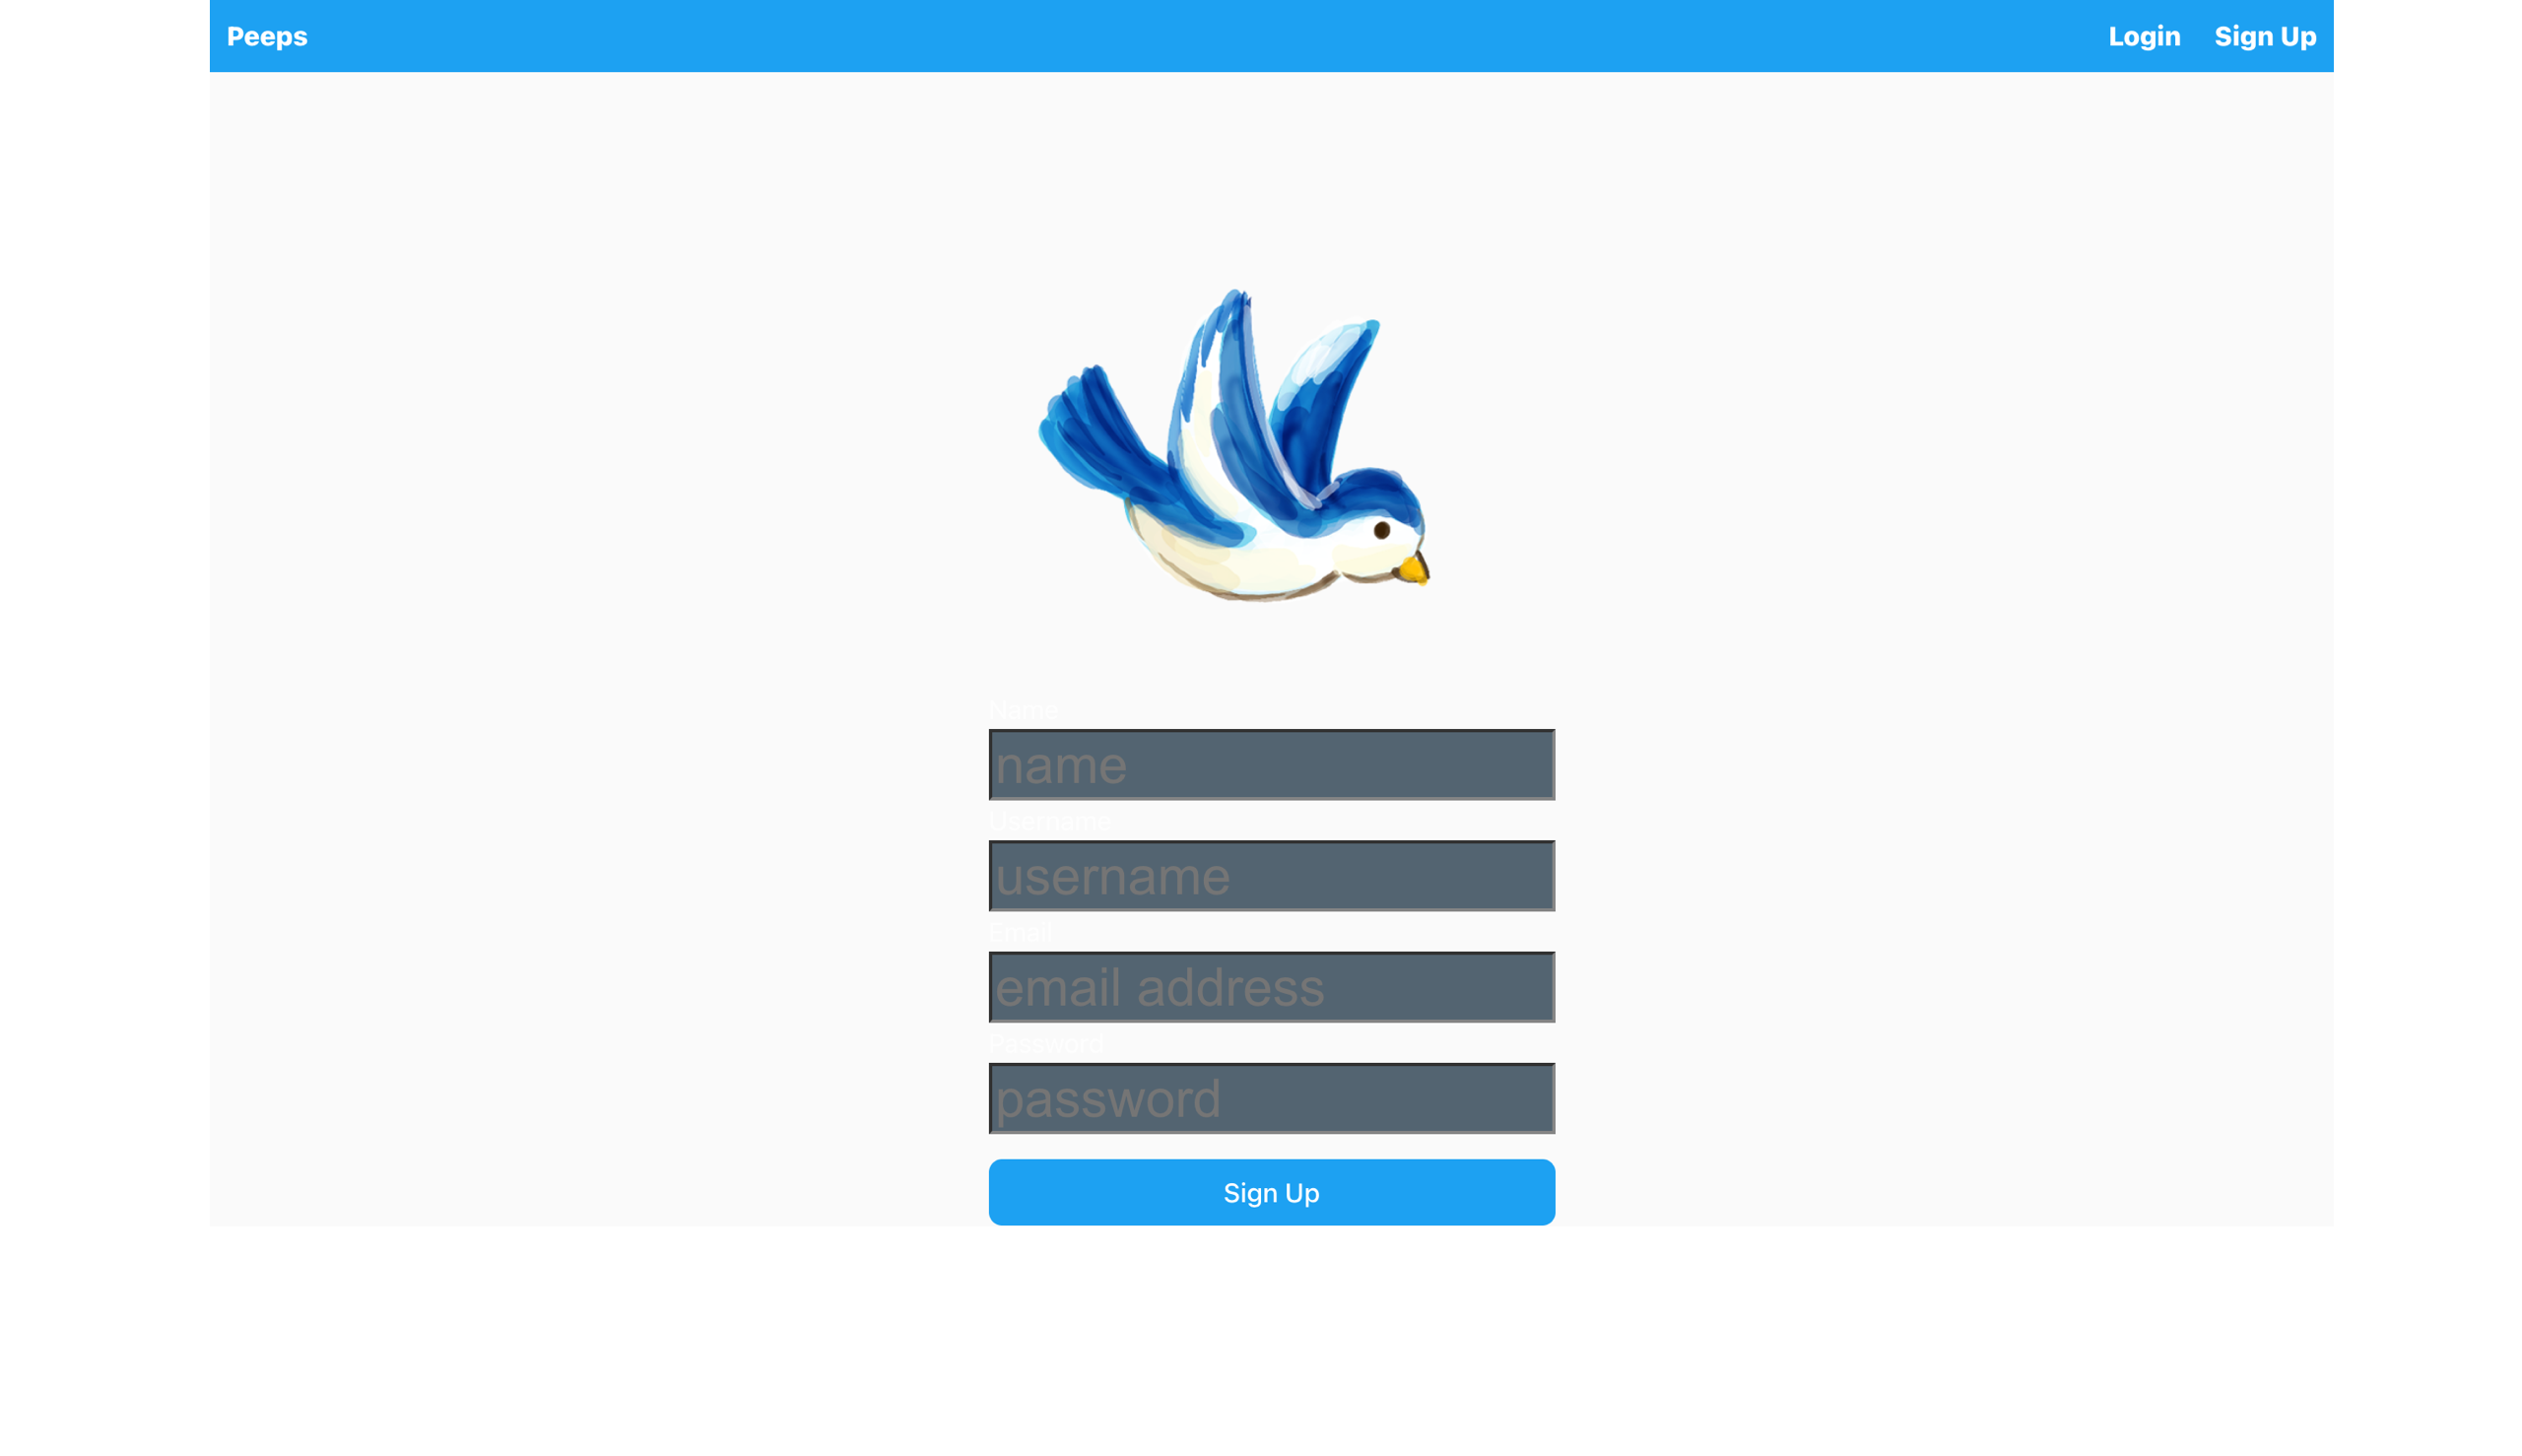 Peeps
Login Sign Up
Name
name
Username
username
Email
email address
Password
password
Sign Up